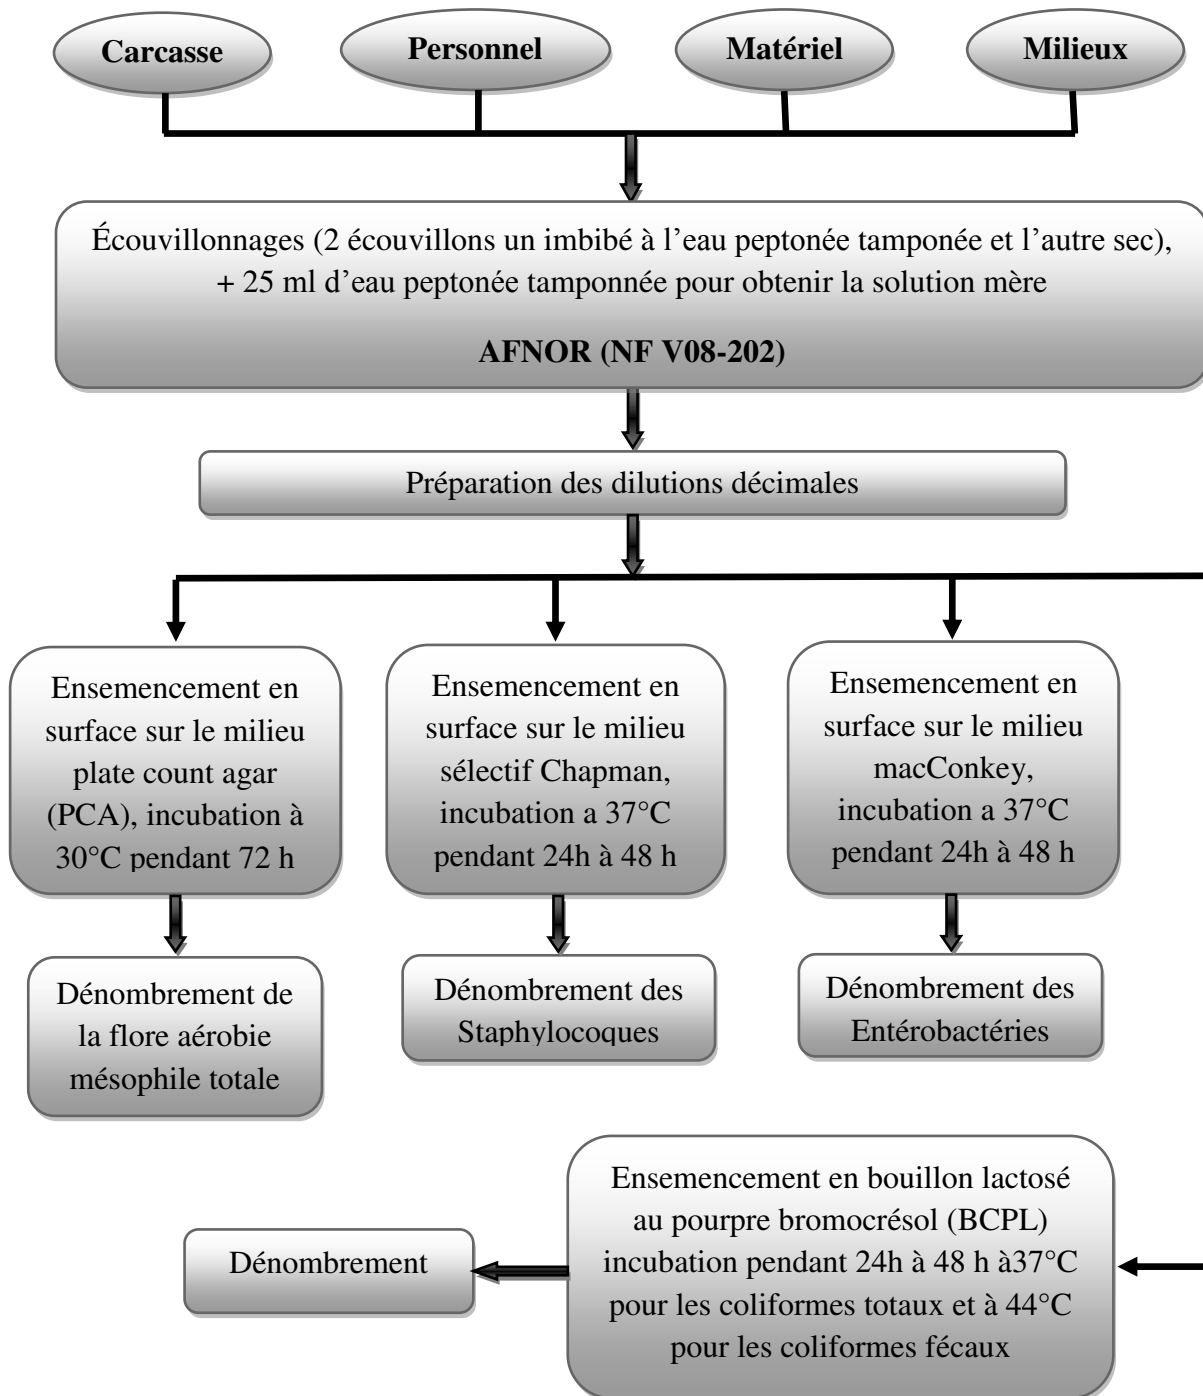 Carcasse
Personnel
Matériel
Milieux
Écouvillonnages (2 écouvillons un imbibé à l'eau peptonée tamponée et l'autre sec),
+ 25 ml d'eau peptonée tamponnée pour obtenir la solution mère
AFNOR (NF V08-202)
Préparation des dilutions décimales
Ensemencement en
surface sur le milieu
plate count agar
(PCA), incubation à
30°C pendant 72 h
Ensemencement en
surface sur le milieu
sélectif Chapman,
incubation a 37°C
pendant 24h à 48 h
Ensemencement en
surface sur le milieu
macConkey,
incubation a 37°C
pendant 24h à 48 h
Dénombrement de
la flore aérobie
mésophile totale
Dénombrement des
Staphylocoques
Dénombrement des
Entérobactéries
Ensemencement en bouillon lactosé
au pourpre bromocrésol (BCPL)
incubation pendant 24h à 48 h à37°C
pour les coliformes totaux et à 44°C
pour les coliformes fécaux
Dénombrement